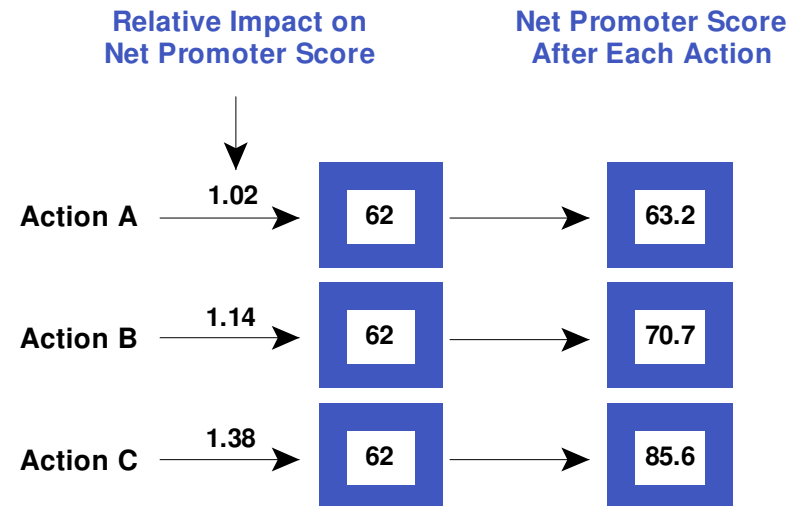 Relative Impact on
Net Promoter Score
Net Promoter Score
After Each Action
Action A
1.02
62
63.2
Action B
1.14
62
70.7
Action C
1.38
62
85.6